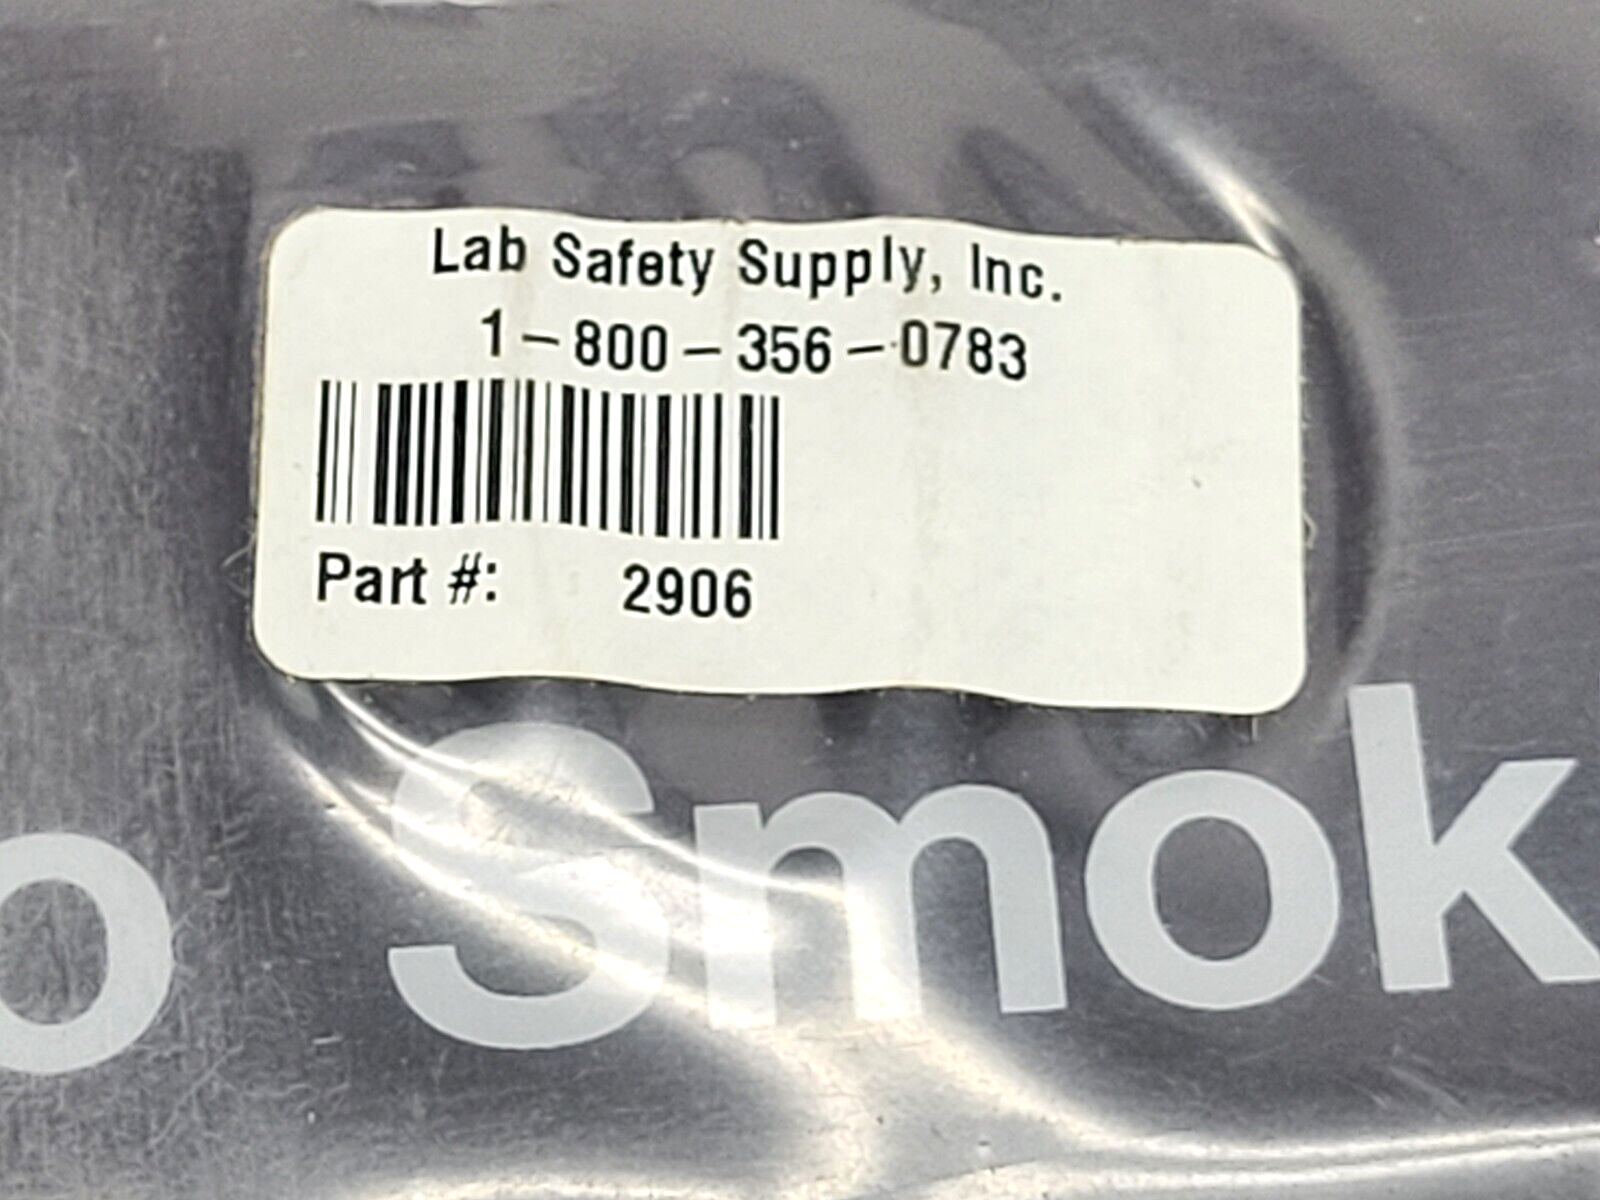 Lab Safety Supply, Inc.
1-800-356-0783
Part #: 2906
o Smok